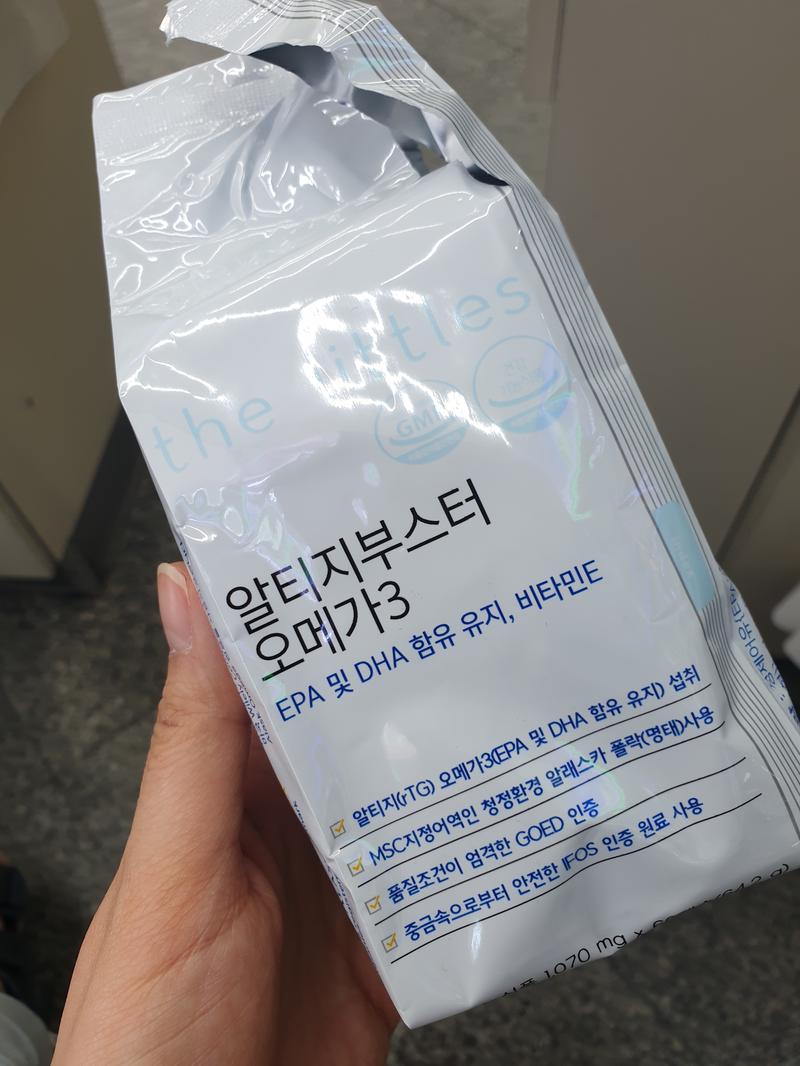 the littles
GMP
알티지부스터
오메가3
EPA 및 DHA 함유 유지, 비타민E
알티지(rTG) 오메가3(EPA 및 DHA 함유 유지) 섭취
MSC지정어역인 청정환경 알래스카 폴락(명태)사용
품질조건이 엄격한 GOED 인증
중금속으로부터 안전한 IFOS 인증 원료 사용
1070 mg x